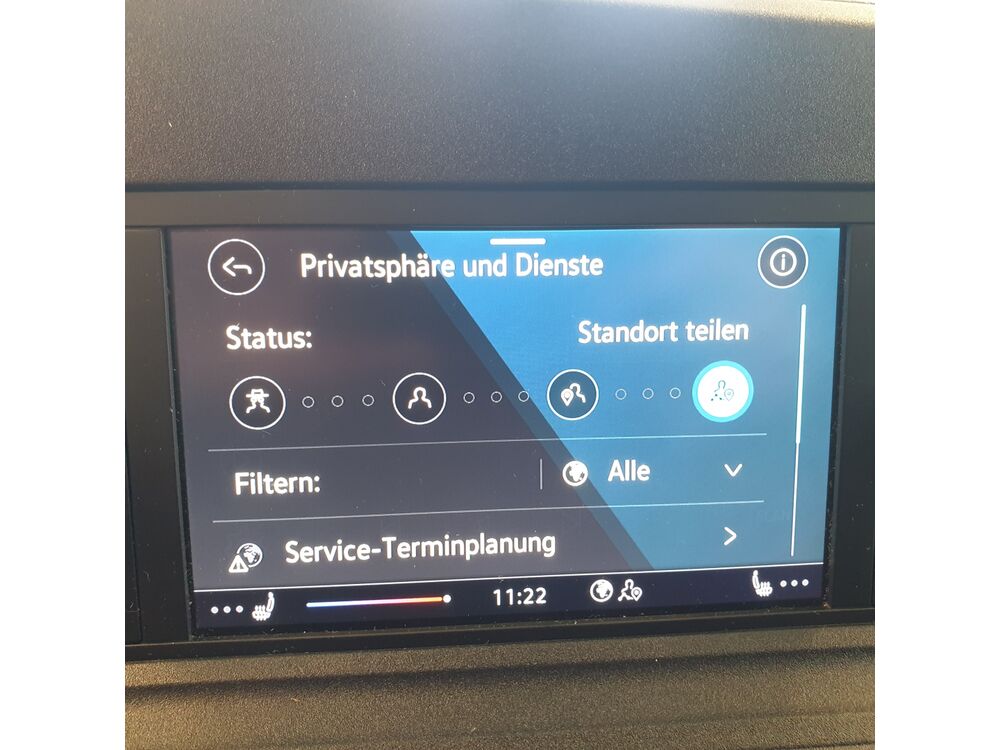 Privatsphäre und Dienste
Status:
Standort teilen
Filtern:
Alle
Service-Terminplanung
11:22